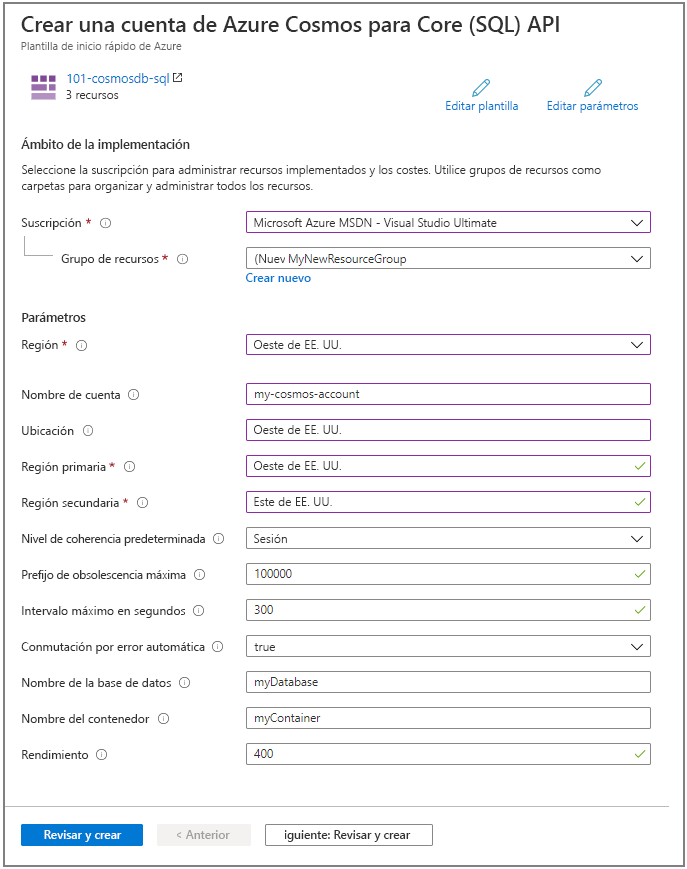 Crear una cuenta de Azure Cosmos para Core (SQL) API
Plantilla de inicio rápido de Azure
101-cosmosdb-sql
3 recursos
Editar plantilla
Editar parámetros
Ámbito de la implementación
Seleccione la suscripción para administrar recursos implementados y los costes. Utilice grupos de recursos como
carpetas para organizar y administrar todos los recursos.
Suscripción *
Microsoft Azure MSDN - Visual Studio Ultimate
Grupo de recursos *
(Nuev MyNewResourceGroup
Crear nuevo
Parámetros
Región *
Oeste de EE. UU.
Nombre de cuenta
my-cosmos-account
Ubicación
Oeste de EE. UU.
Región primaria *
Oeste de EE. UU.
Región secundaria *
Este de EE. UU.
Nivel de coherencia predeterminada
Sesión
Prefijo de obsolescencia máxima
100000
Intervalo máximo en segundos
300
Conmutación por error automática
true
Nombre de la base de datos
myDatabase
Nombre del contenedor
myContainer
Rendimiento
400
Revisar y crear
< Anterior
iguiente: Revisar y crear